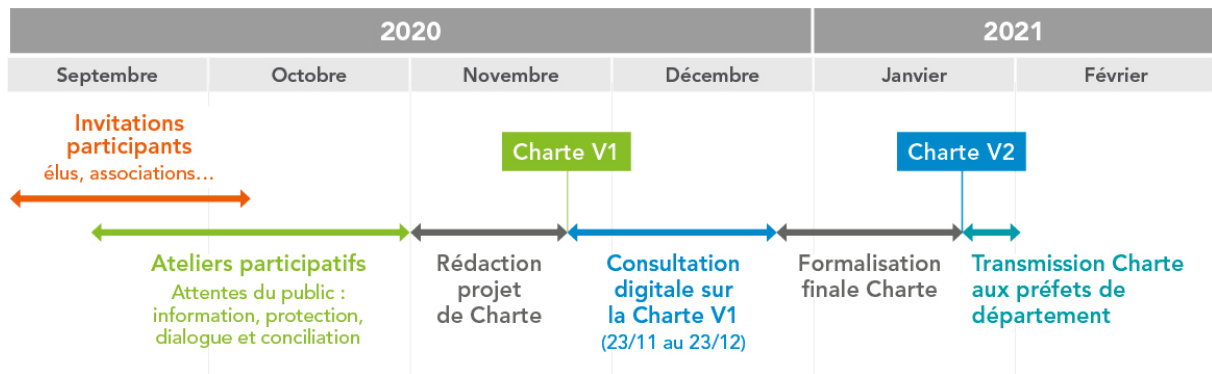 2020
2021
Septembre
Octobre
Novembre
Décembre
Janvier
Février
Invitations
participants
élus, associations...
Charte V1
Charte V2
Ateliers participatifs
Attentes du public :
information, protection,
dialogue et conciliation
Rédaction
projet
de Charte
Consultation
digitale sur
la Charte V1
(23/11 au 23/12)
Formalisation
finale Charte
Transmission Charte
aux préfets de
département